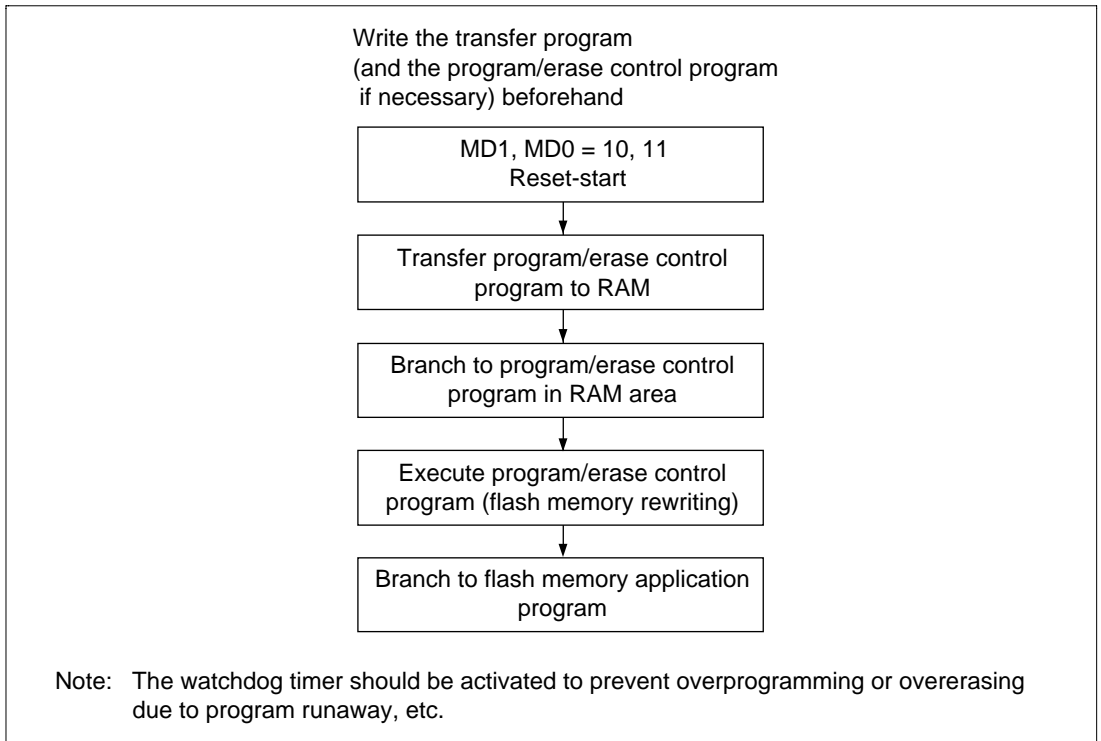 Write the transfer program
(and the program/erase control program
if necessary) beforehand
MD1, MD0 = 10, 11
Reset-start
Transfer program/erase control
program to RAM
Branch to program/erase control
program in RAM area
Execute program/erase control
program (flash memory rewriting)
Branch to flash memory application
program
Note: The watchdog timer should be activated to prevent overprogramming or overerasing
due to program runaway, etc.